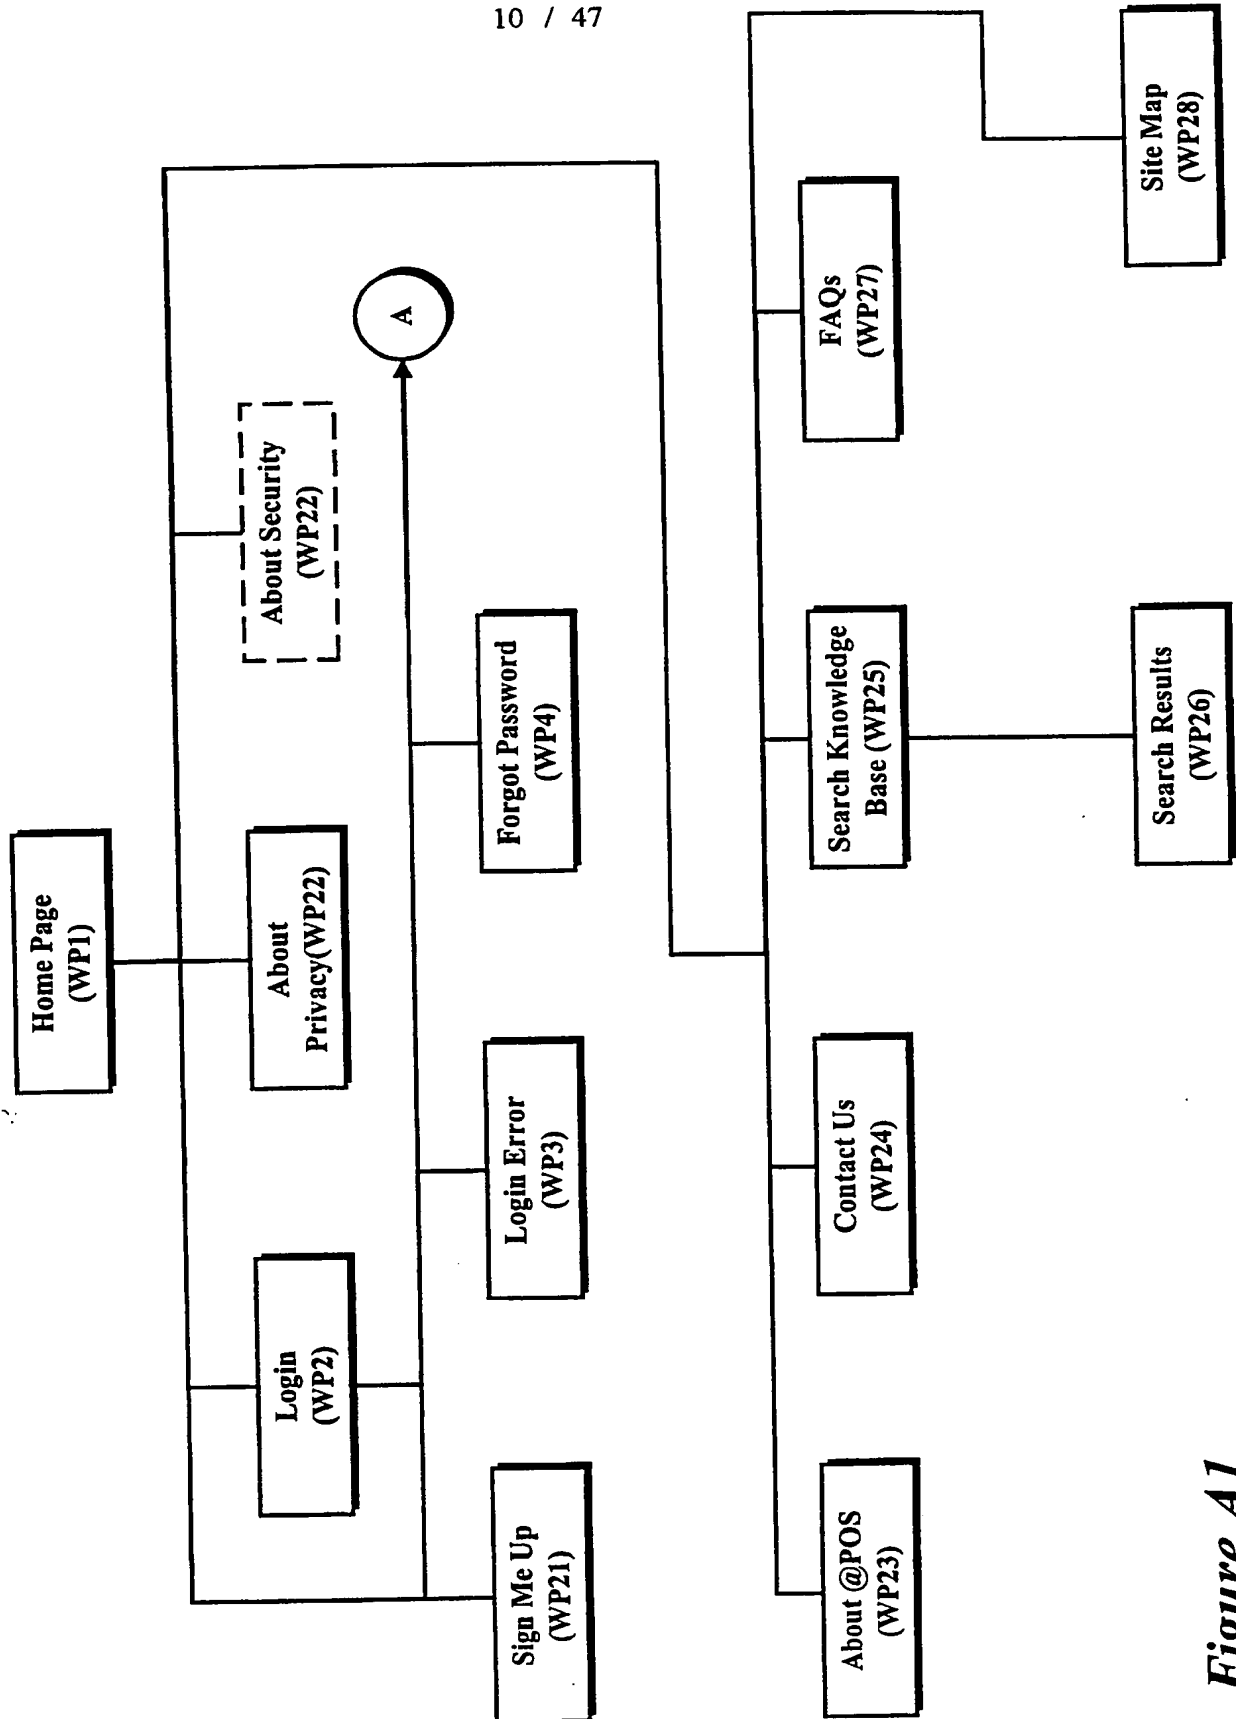 10 / 47
Home Page
(WP1)
Login
(WP2)
About
Privacy(WP22)
About Security
(WP22)
A
Sign Me Up
(WP21)
Login Error
(WP3)
Forgot Password
(WP4)
About @POS
(WP23)
Contact Us
(WP24)
Search Knowledge
Base (WP25)
FAQs
(WP27)
Search Results
(WP26)
Site Map
(WP28)
Figure A1